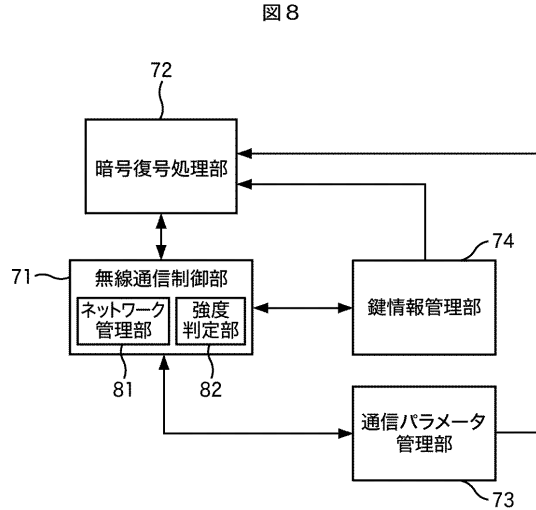 図8
72
暗号復号処理部
71
無線通信制御部
ネットワーク
管理部
強度
判定部
81
82
74
鍵情報管理部
通信パラメータ
管理部
73